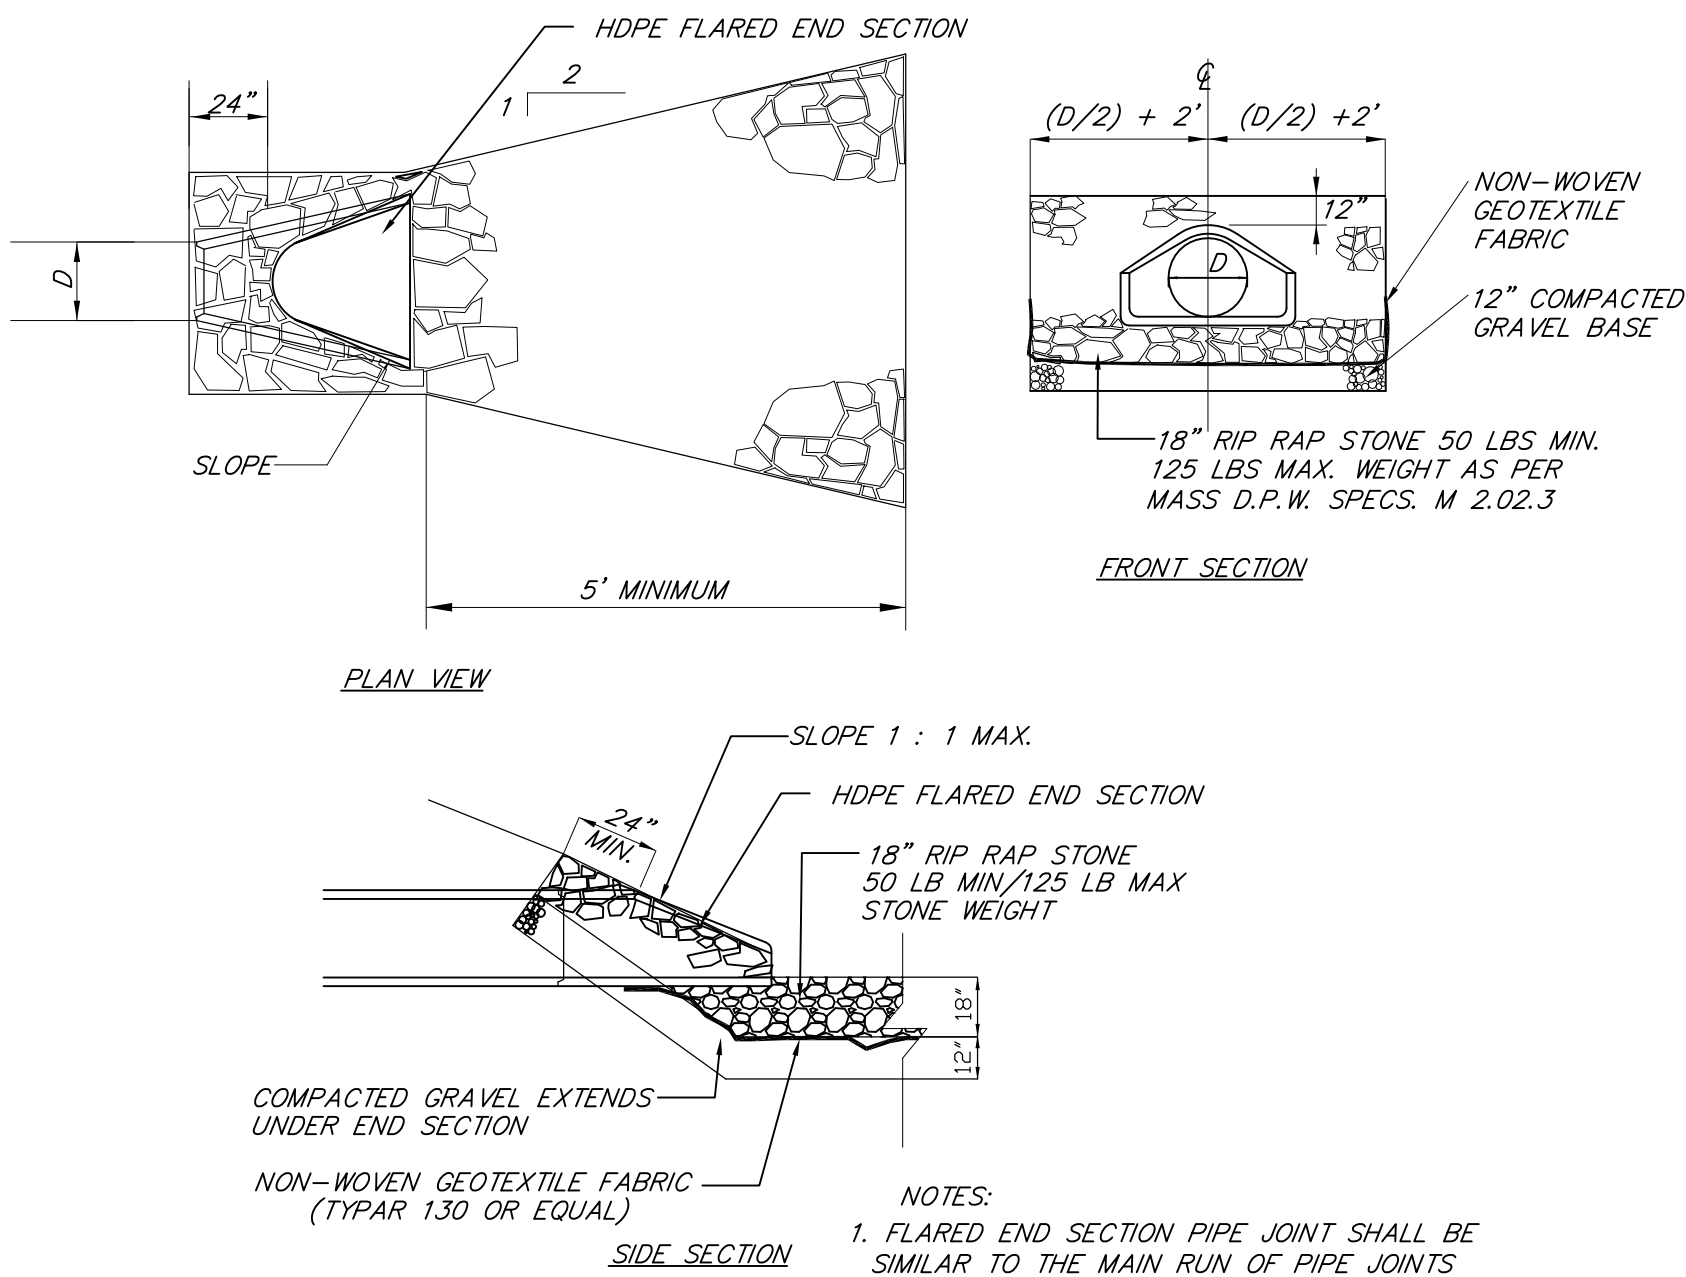 HDPE FLARED END SECTION
2
1
24"
D
SLOPE
5' MINIMUM
PLAN VIEW
℄
(D/2) + 2'
(D/2) +2'
12"
D
NON-WOVEN
GEOTEXTILE
FABRIC
12" COMPACTED
GRAVEL BASE
18" RIP RAP STONE 50 LBS MIN.
125 LBS MAX. WEIGHT AS PER
MASS D.P.W. SPECS. M 2.02.3
FRONT SECTION
SLOPE 1 : 1 MAX.
HDPE FLARED END SECTION
24"
MIN.
18" RIP RAP STONE
50 LB MIN/125 LB MAX
STONE WEIGHT
18"
12"
COMPACTED GRAVEL EXTENDS
UNDER END SECTION
NON-WOVEN GEOTEXTILE FABRIC
(TYPAR 130 OR EQUAL)
SIDE SECTION
NOTES:
1. FLARED END SECTION PIPE JOINT SHALL BE
SIMILAR TO THE MAIN RUN OF PIPE JOINTS